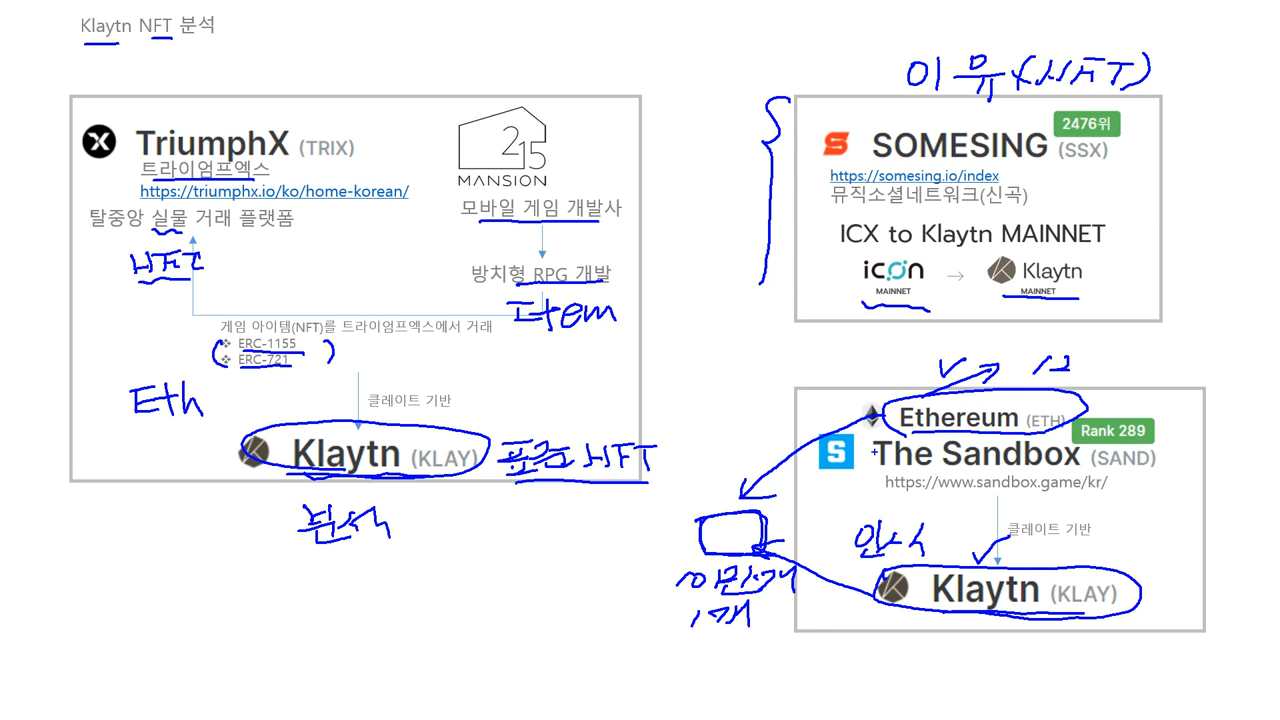 Klaytn NFT 분석
이유(NFT)
TriumphX (TRIX)
트라이엄프엑스
https://triumphx.io/ko/home-korean/
탈중앙 실물 거래 플랫폼
NFT
215
MANSION
모바일 게임 개발사
방치형 RPG 개발
Item
게임 아이템(NFT)를 트라이엄프엑스에서 거래
❖ ERC-1155
❖ ERC-721
Eth
클레이트 기반
Klaytn (KLAY)
표준 NFT
분석
2476위
SOMESING (SSX)
https://somesing.io/index
뮤직소셜네트워크(신곡)
ICX to Klaytn MAINNET
icon
MAINNET
→
Klaytn
MAINNET
Ethereum (ETH)
Rank 289
The Sandbox (SAND)
https://www.sandbox.game/kr/
클레이트 기반
인식
Klaytn (KLAY)
1개